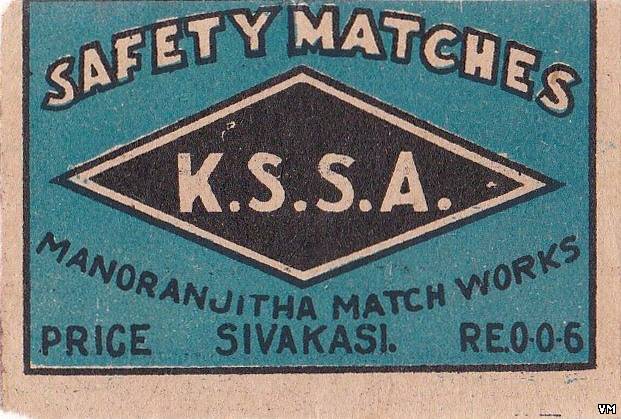 SAFETY MATCHES
K.S.S.A.
MANORANJITHA MATCH WORKS
PRICE SIVAKASI. RE.0-0-6
VM